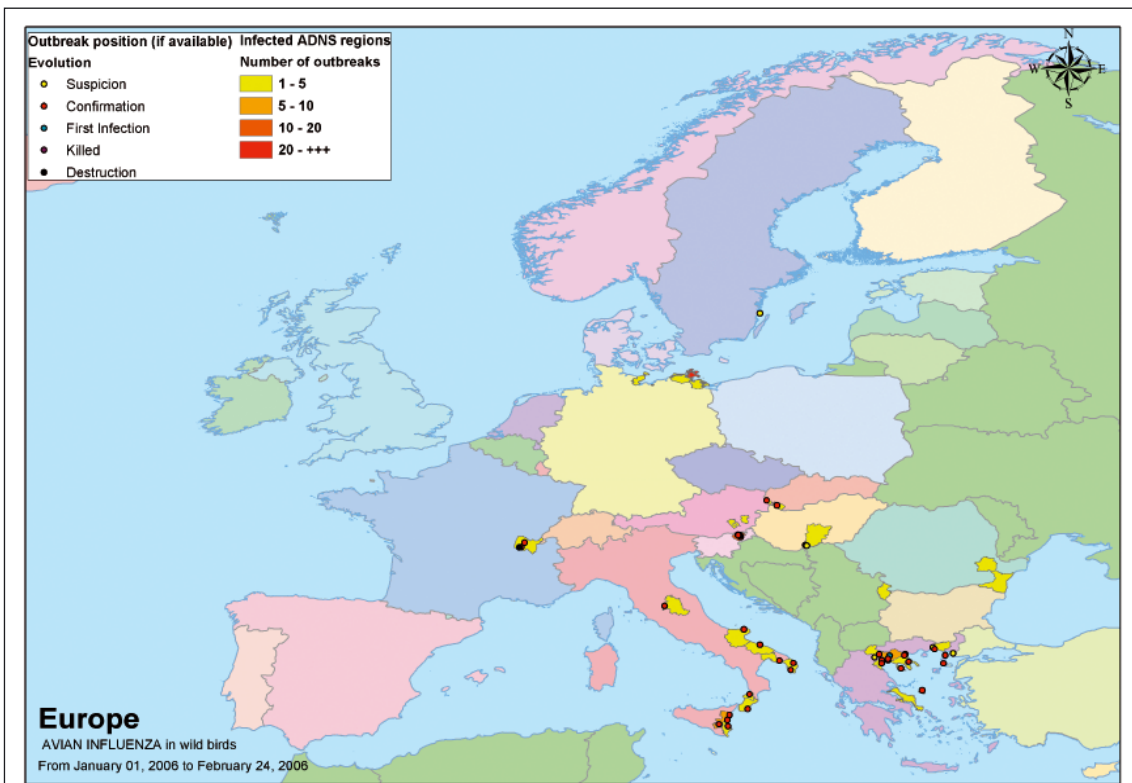 Outbreak position (if available)
Evolution
Suspicion
Confirmation
First Infection
Killed
Destruction
Infected ADNS regions
Number of outbreaks
1 - 5
5 - 10
10 - 20
20 - +++
N
W E
S
Europe
AVIAN INFLUENZA in wild birds
From January 01, 2006 to February 24, 2006